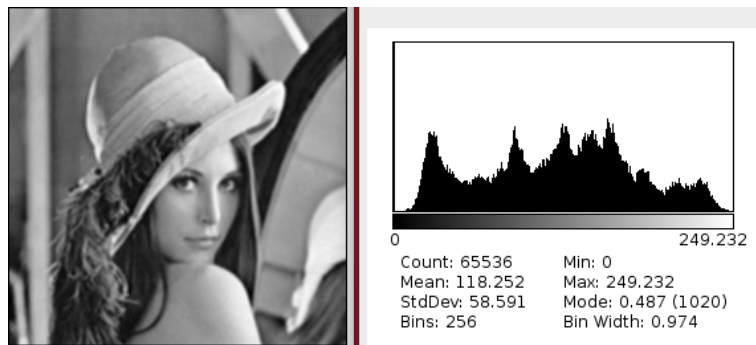 0 249.232
Count: 65536 Min: 0
Mean: 118.252 Max: 249.232
StdDev: 58.591 Mode: 0.487 (1020)
Bins: 256 Bin Width: 0.974